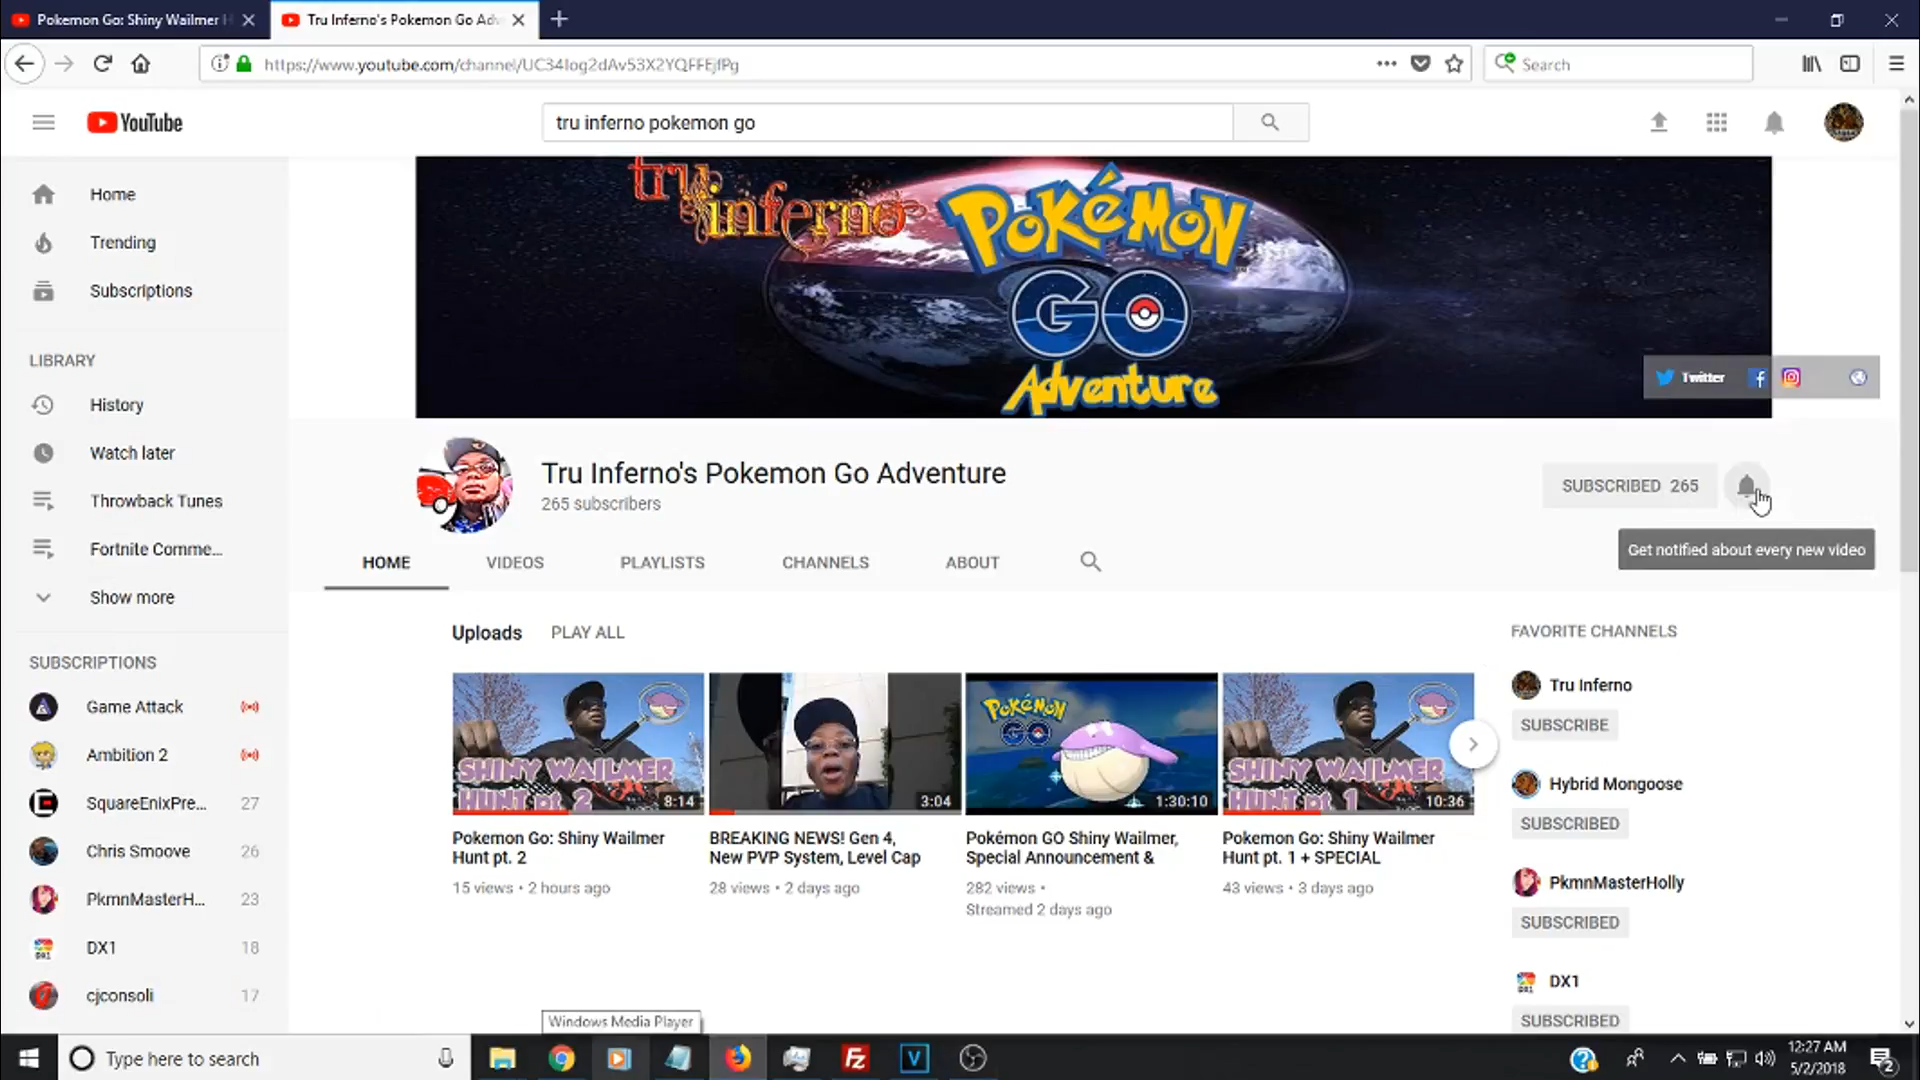 Pokemon Go: Shiny Wailmer H
Tru Inferno's Pokemon Go Adv
https://www.youtube.com/channel/UC34log2dAv53X2YQFFEjfPg
Search
YouTube
tru inferno pokemon go
Home
Trending
Subscriptions
LIBRARY
History
Watch later
Throwback Tunes
Fortnite Comme...
Show more
SUBSCRIPTIONS
Game Attack
Ambition 2
SquareEnixPre... 27
Chris Smoove 26
PkmnMasterH... 23
DX1 18
cjconsoli 17
tru inferno
POKÉMON
GO
Adventure
Twitter
Tru Inferno's Pokemon Go Adventure
265 subscribers
SUBSCRIBED 265
Get notified about every new video
HOME VIDEOS PLAYLISTS CHANNELS ABOUT
Uploads PLAY ALL
SHINY WAILMER
HUNT pt. 2
8:14
Pokemon Go: Shiny Wailmer
Hunt pt. 2
15 views • 2 hours ago
3:04
BREAKING NEWS! Gen 4,
New PVP System, Level Cap
28 views • 2 days ago
POKÉMON
GO
1:30:10
Pokémon GO Shiny Wailmer,
Special Announcement &
282 views •
Streamed 2 days ago
SHINY WAILMER
HUNT pt. 1
10:36
Pokemon Go: Shiny Wailmer
Hunt pt. 1 + SPECIAL
43 views • 3 days ago
FAVORITE CHANNELS
Tru Inferno
SUBSCRIBE
Hybrid Mongoose
SUBSCRIBE
PkmnMasterHolly
SUBSCRIBED
DX1
SUBSCRIBED
Windows Media Player
Type here to search
12:27 AM
5/2/2018
2